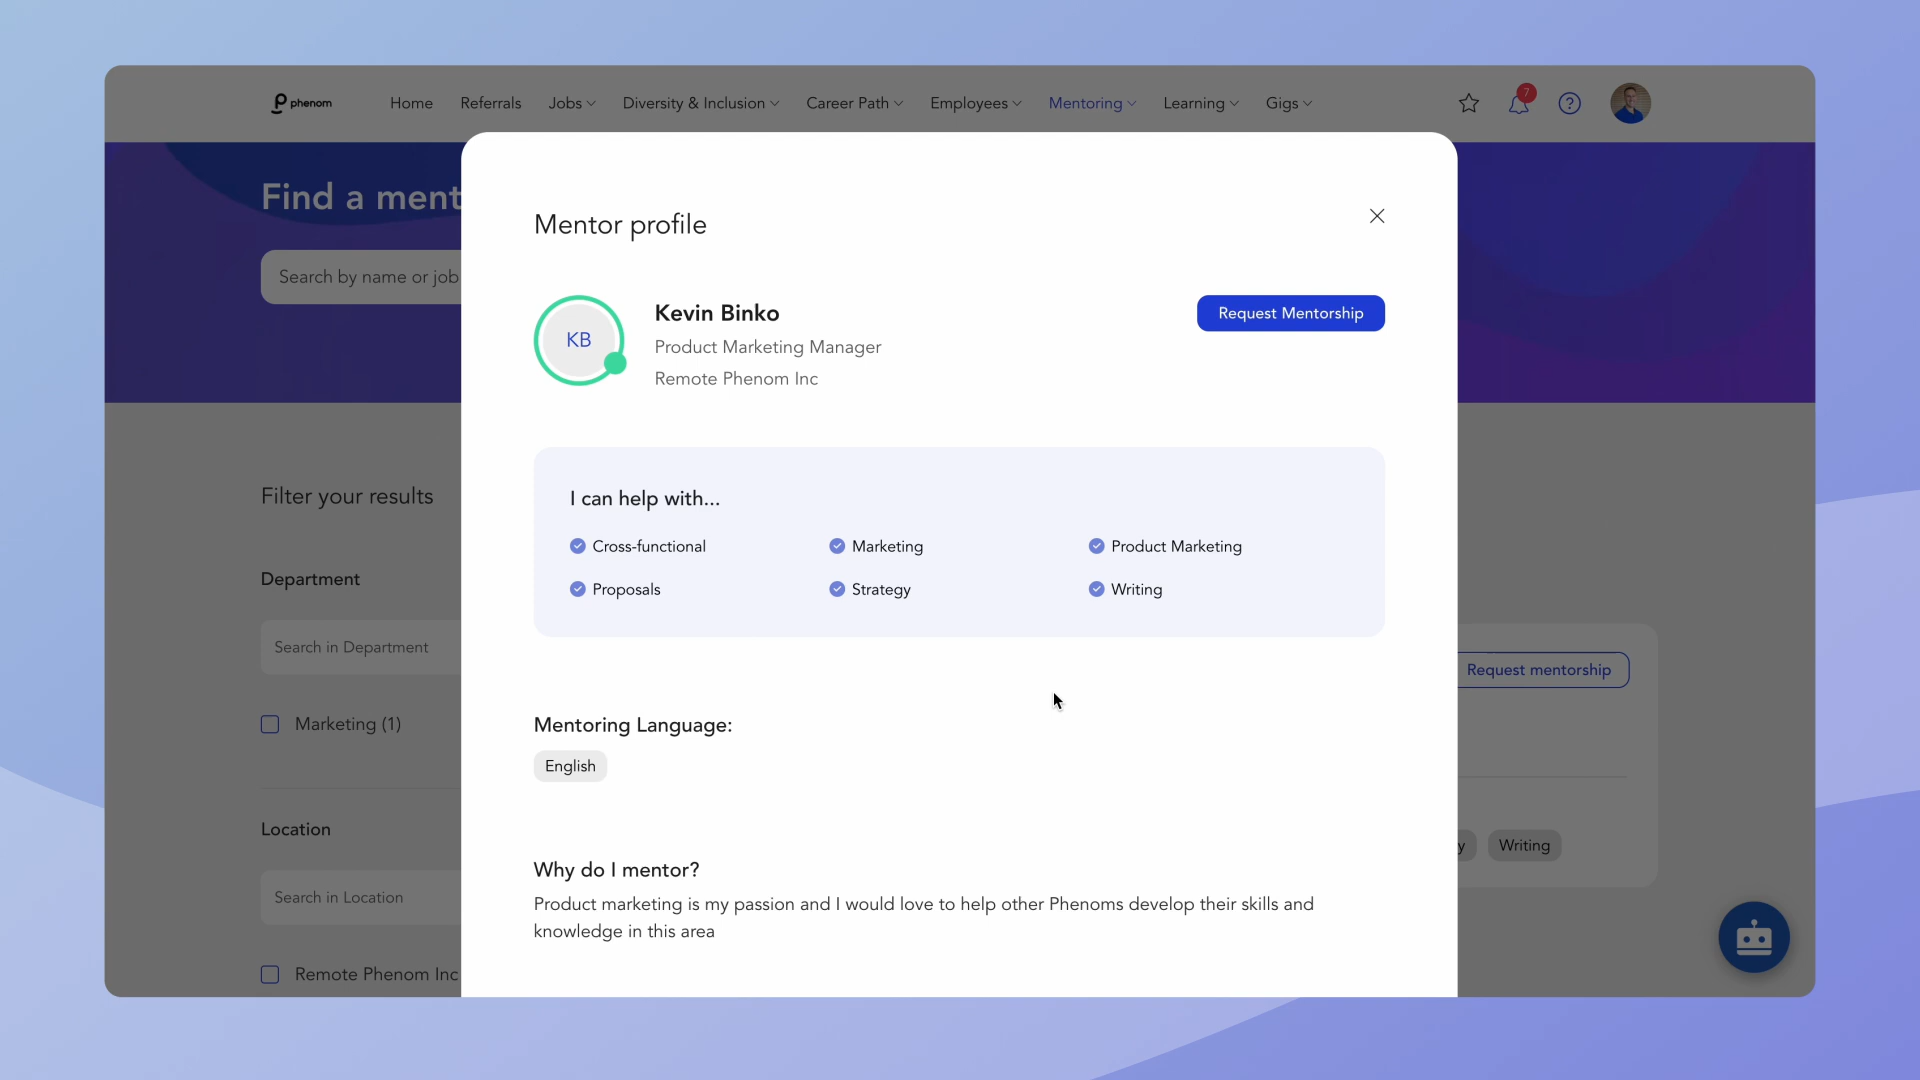 phenom
Home Referrals Jobs Diversity & Inclusion Career Path Employees Mentoring Learning Gigs
7
?
Find a ment
Search by name or job
Mentor profile
KB
Kevin Binko
Product Marketing Manager
Remote Phenom Inc
Request Mentorship
I can help with...
Cross-functional Marketing Product Marketing
Proposals Strategy Writing
Mentoring Language:
English
Why do I mentor?
Product marketing is my passion and I would love to help other Phenoms develop their skills and
knowledge in this area
Filter your results
Department
Search in Department
Marketing (1)
Location
Search in Location
Remote Phenom Inc
Request mentorship
y Writing